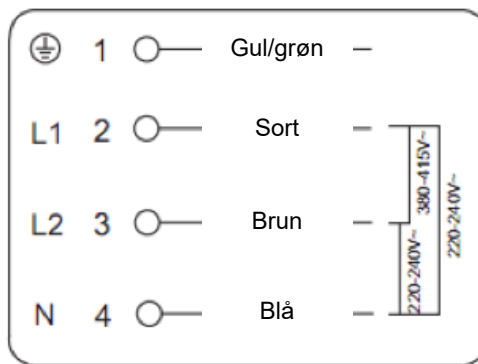 1 Gul/grøn
L1 2 Sort
L2 3 Brun
N 4 Blå
380-415V~
220-240V~
220-240V~